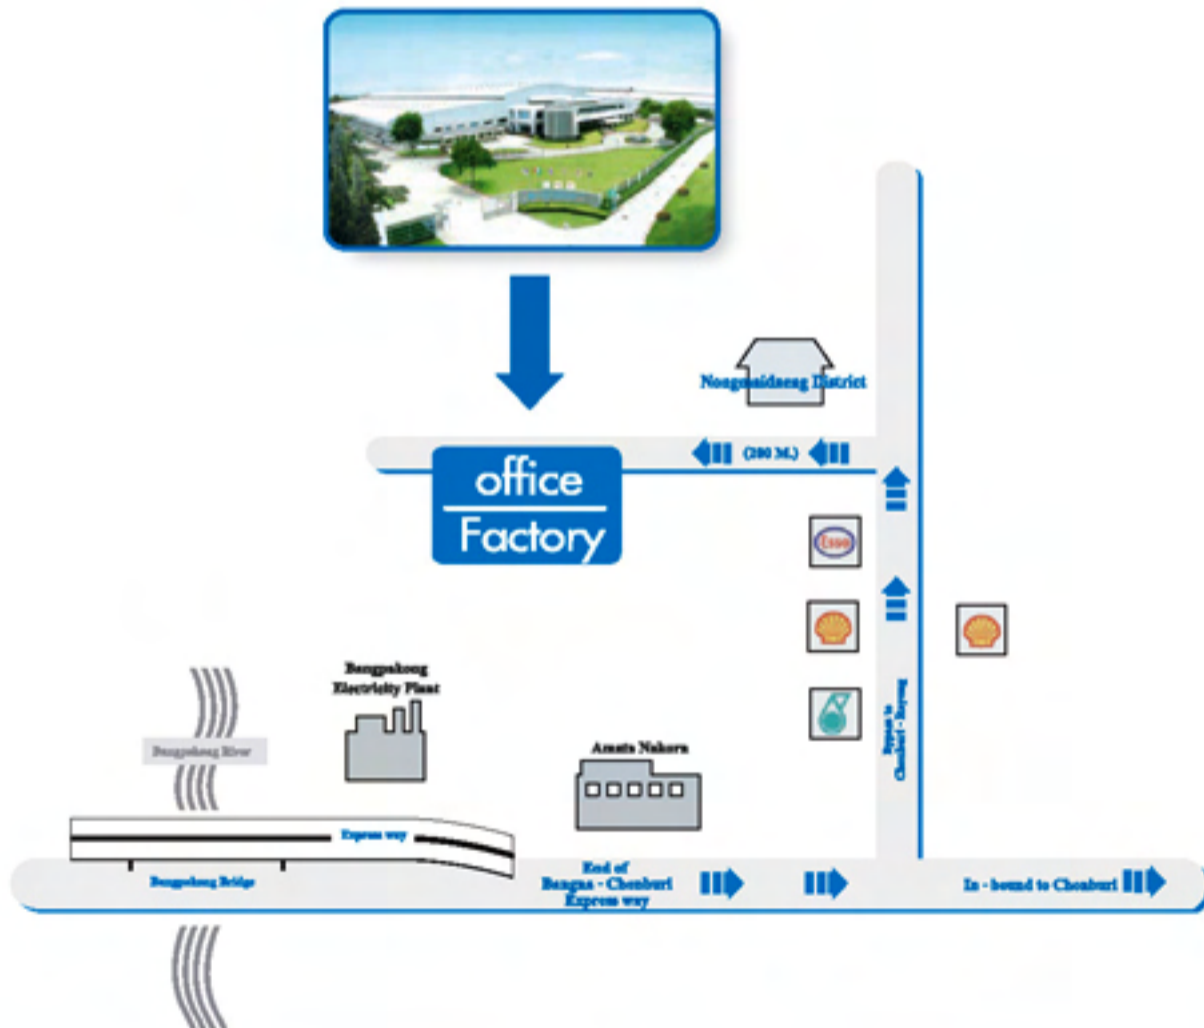 Nongmaidaeng District
(200 M.)
office
Factory
Esso
Bangpakong
Electricity Plant
Bangpakong River
Amata Nakorn
Bypass to
Chonburi - Rayong
Express way
Bangpakong Bridge
End of
Bangna - Chonburi
Express way
In - bound to Chonburi